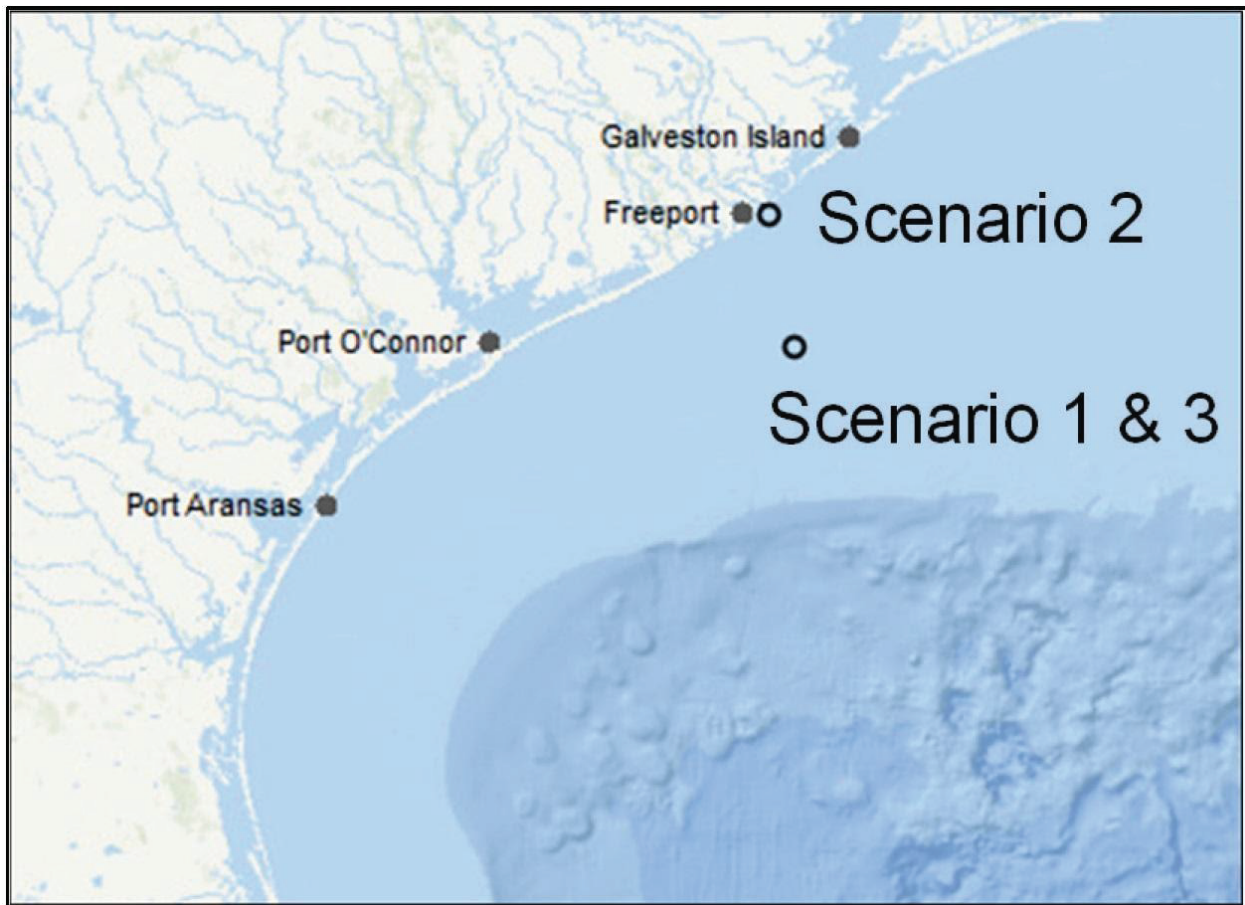 Galveston Island
Freeport
Scenario 2
Port O'Connor
Scenario 1 & 3
Port Aransas